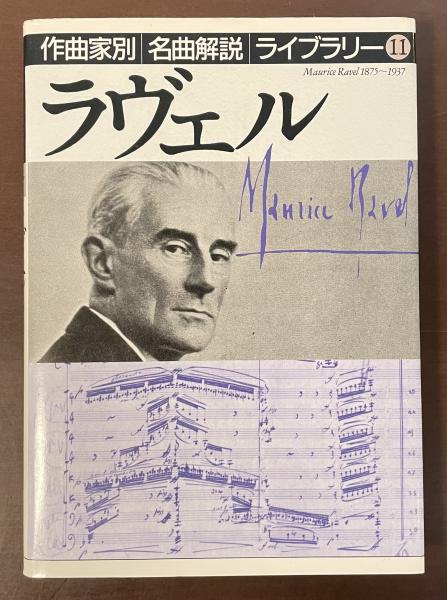 作曲家別 名曲解説 ライブラリー 11
Maurice Ravel 1875～1937
ラヴェル
Maurice Ravel